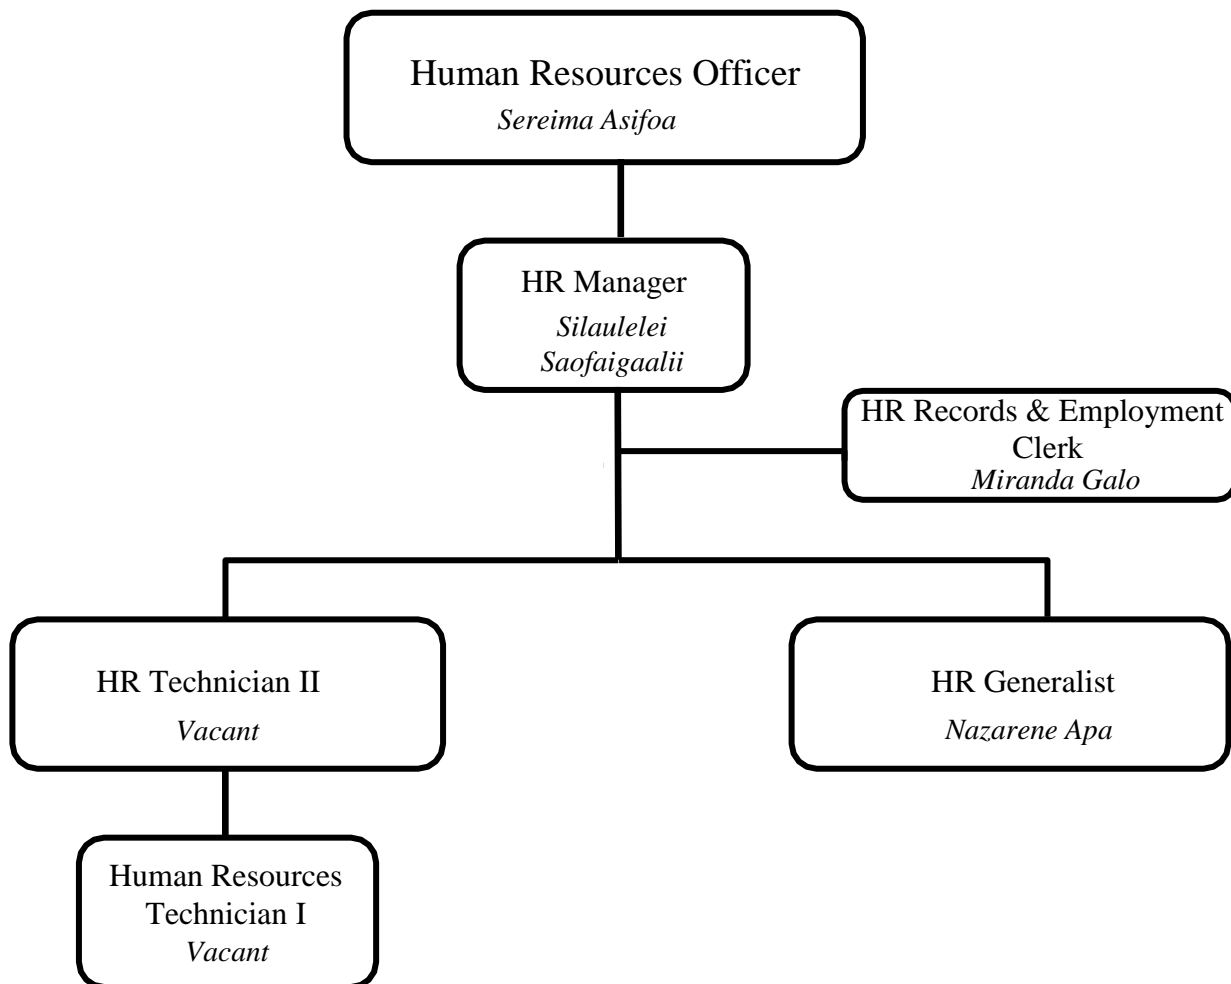 Human Resources Officer
Sereima Asifoa
HR Manager
Silaulelei
Saofaigaalii
HR Records & Employment
Clerk
Miranda Galo
HR Technician II
Vacant
HR Generalist
Nazarene Apa
Human Resources
Technician I
Vacant